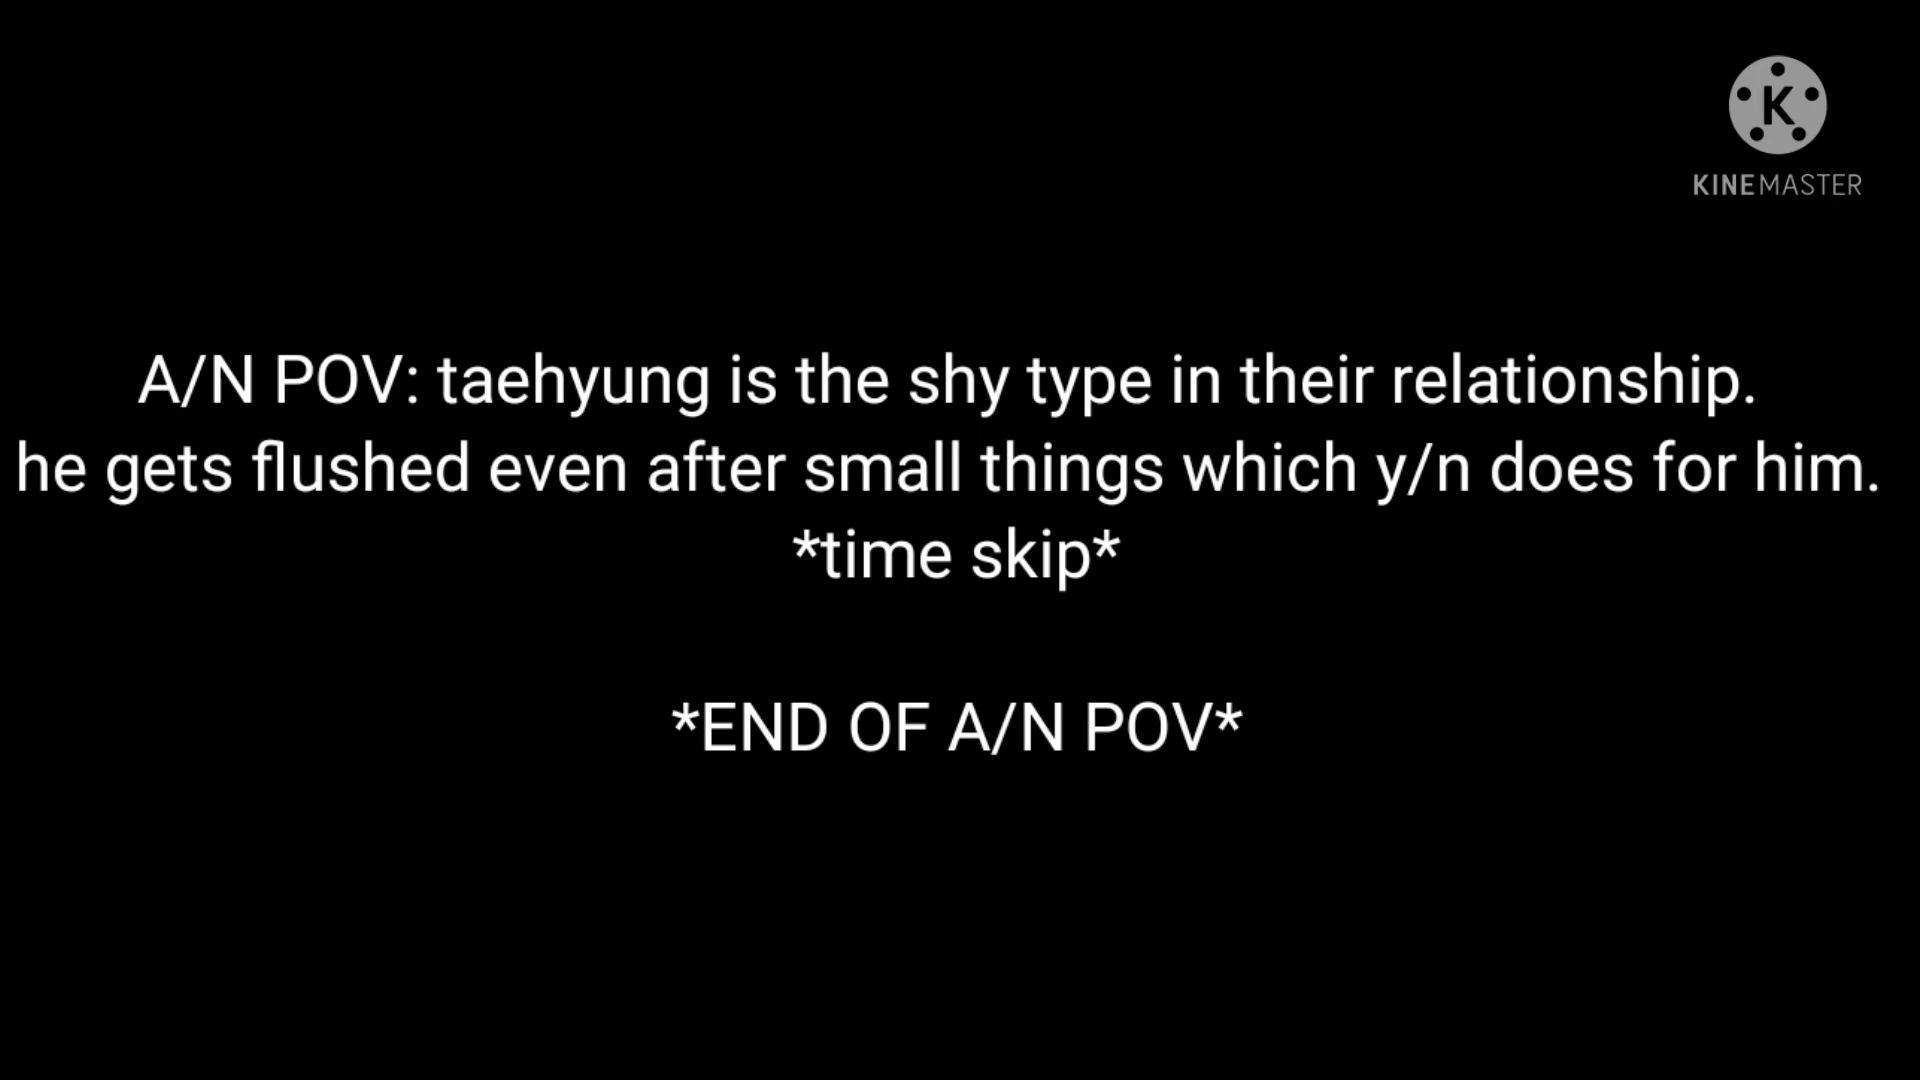 K
KINEMASTER
A/N POV: taehyung is the shy type in their relationship.
he gets flushed even after small things which y/n does for him.
*time skip*
*END OF A/N POV*